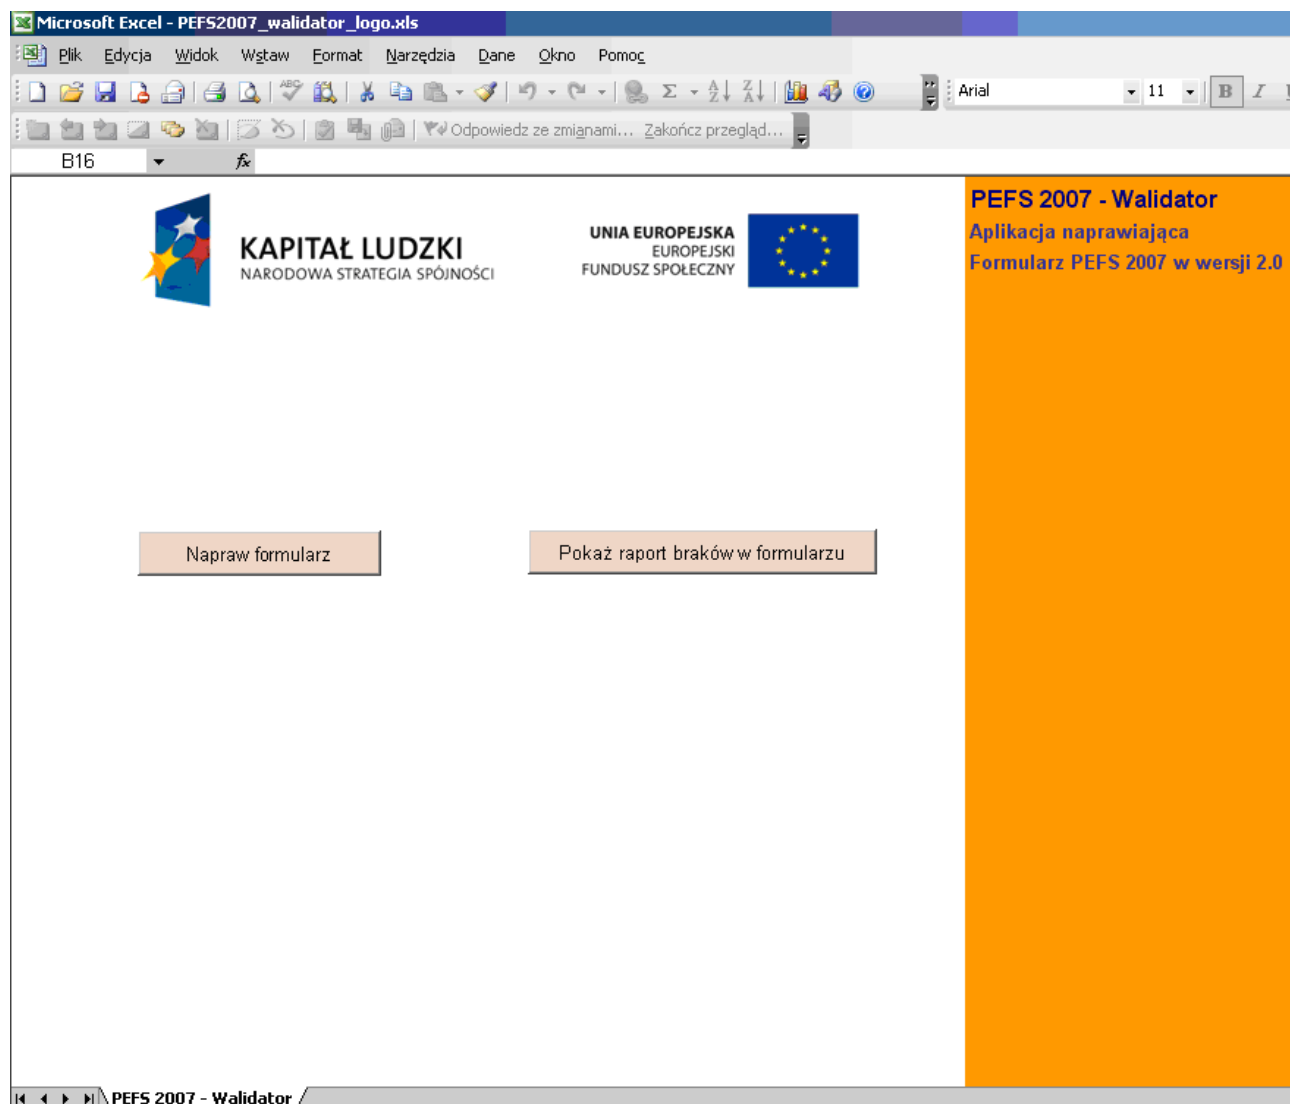 Microsoft Excel - PEFS2007_walidator_logo.xls
Plik Edycja Widok Wstaw Format Narzędzia Dane Okno Pomoc
Arial 11 B I
Odpowiedz ze zmianami... Zakończ przegląd...
B16 fx
KAPITAŁ LUDZKI
NARODOWA STRATEGIA SPÓJNOŚCI
UNIA EUROPEJSKA
EUROPEJSKI
FUNDUSZ SPOŁECZNY
PEFS 2007 - Walidator
Aplikacja naprawiająca
Formularz PEFS 2007 w wersji 2.0
Napraw formularz
Pokaż raport braków w formularzu
PEFS 2007 - Walidator